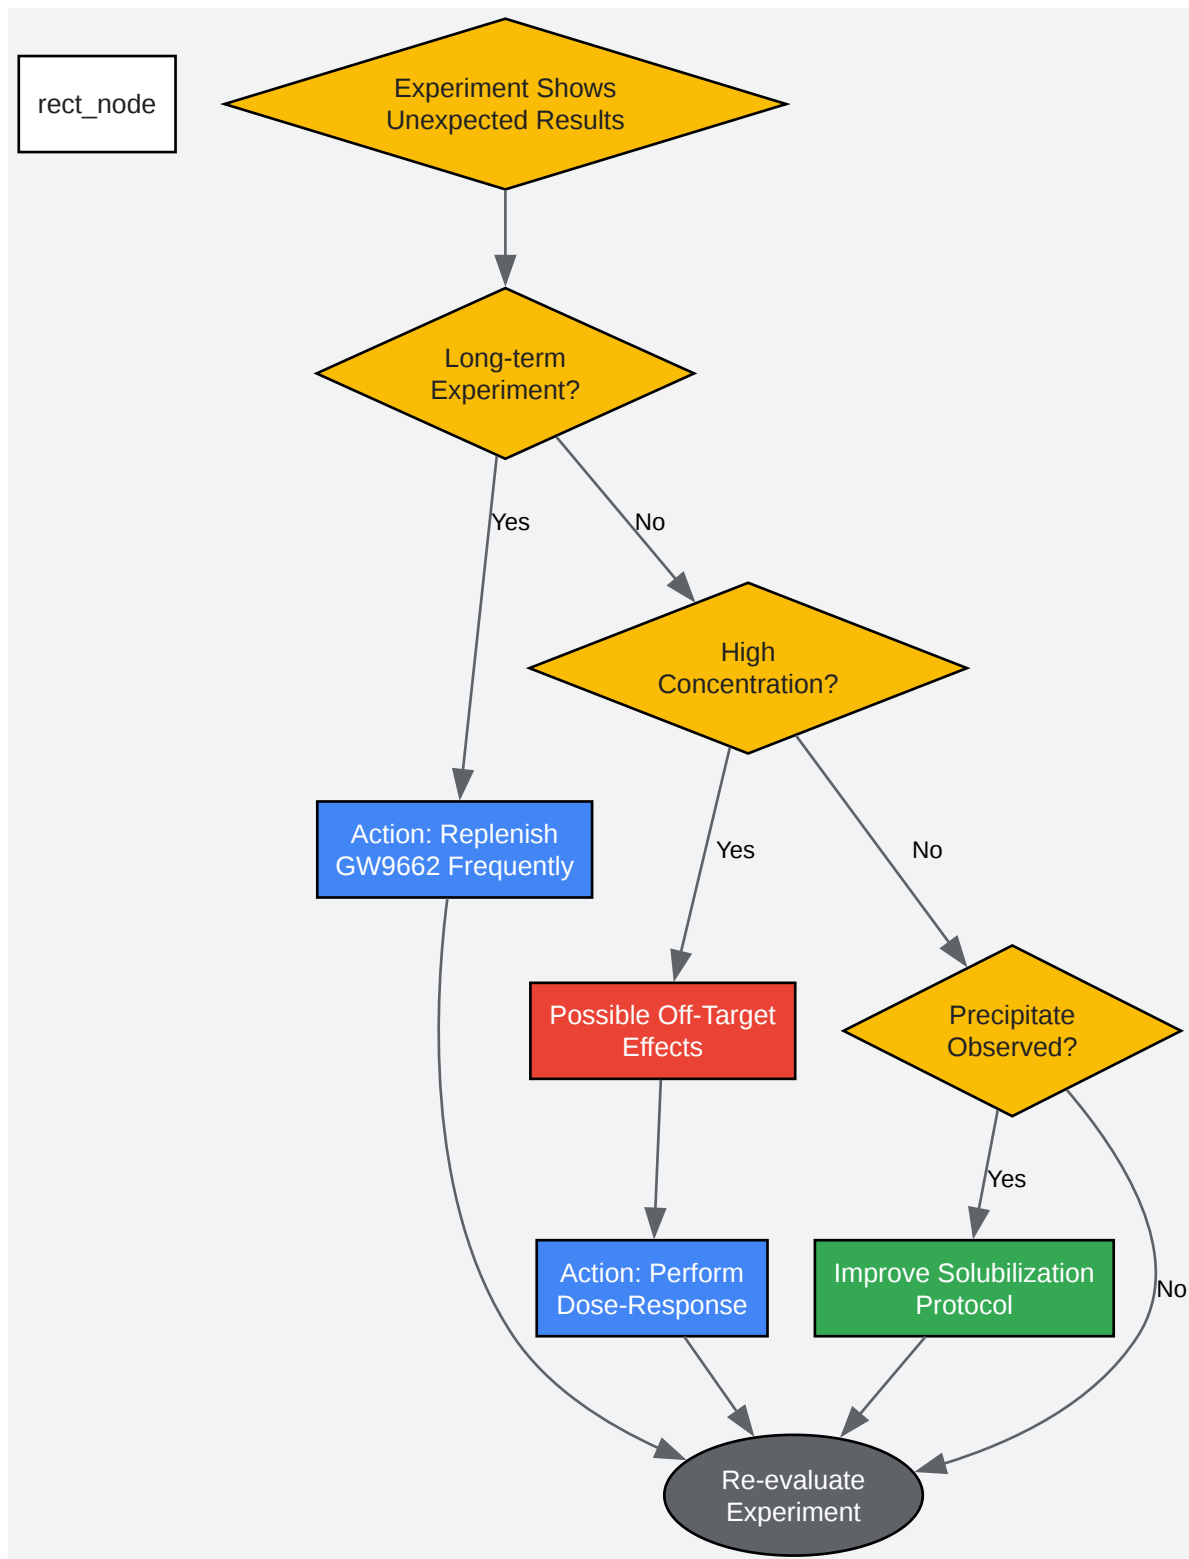 rect_node
Experiment Shows
Unexpected Results
Long-term
Experiment?
Yes
No
High
Concentration?
Action: Replenish
GW9662 Frequently
Yes
No
Possible Off-Target
Effects
Precipitate
Observed?
Yes
Action: Perform
Dose-Response
Improve Solubilization
Protocol
No
Re-evaluate
Experiment